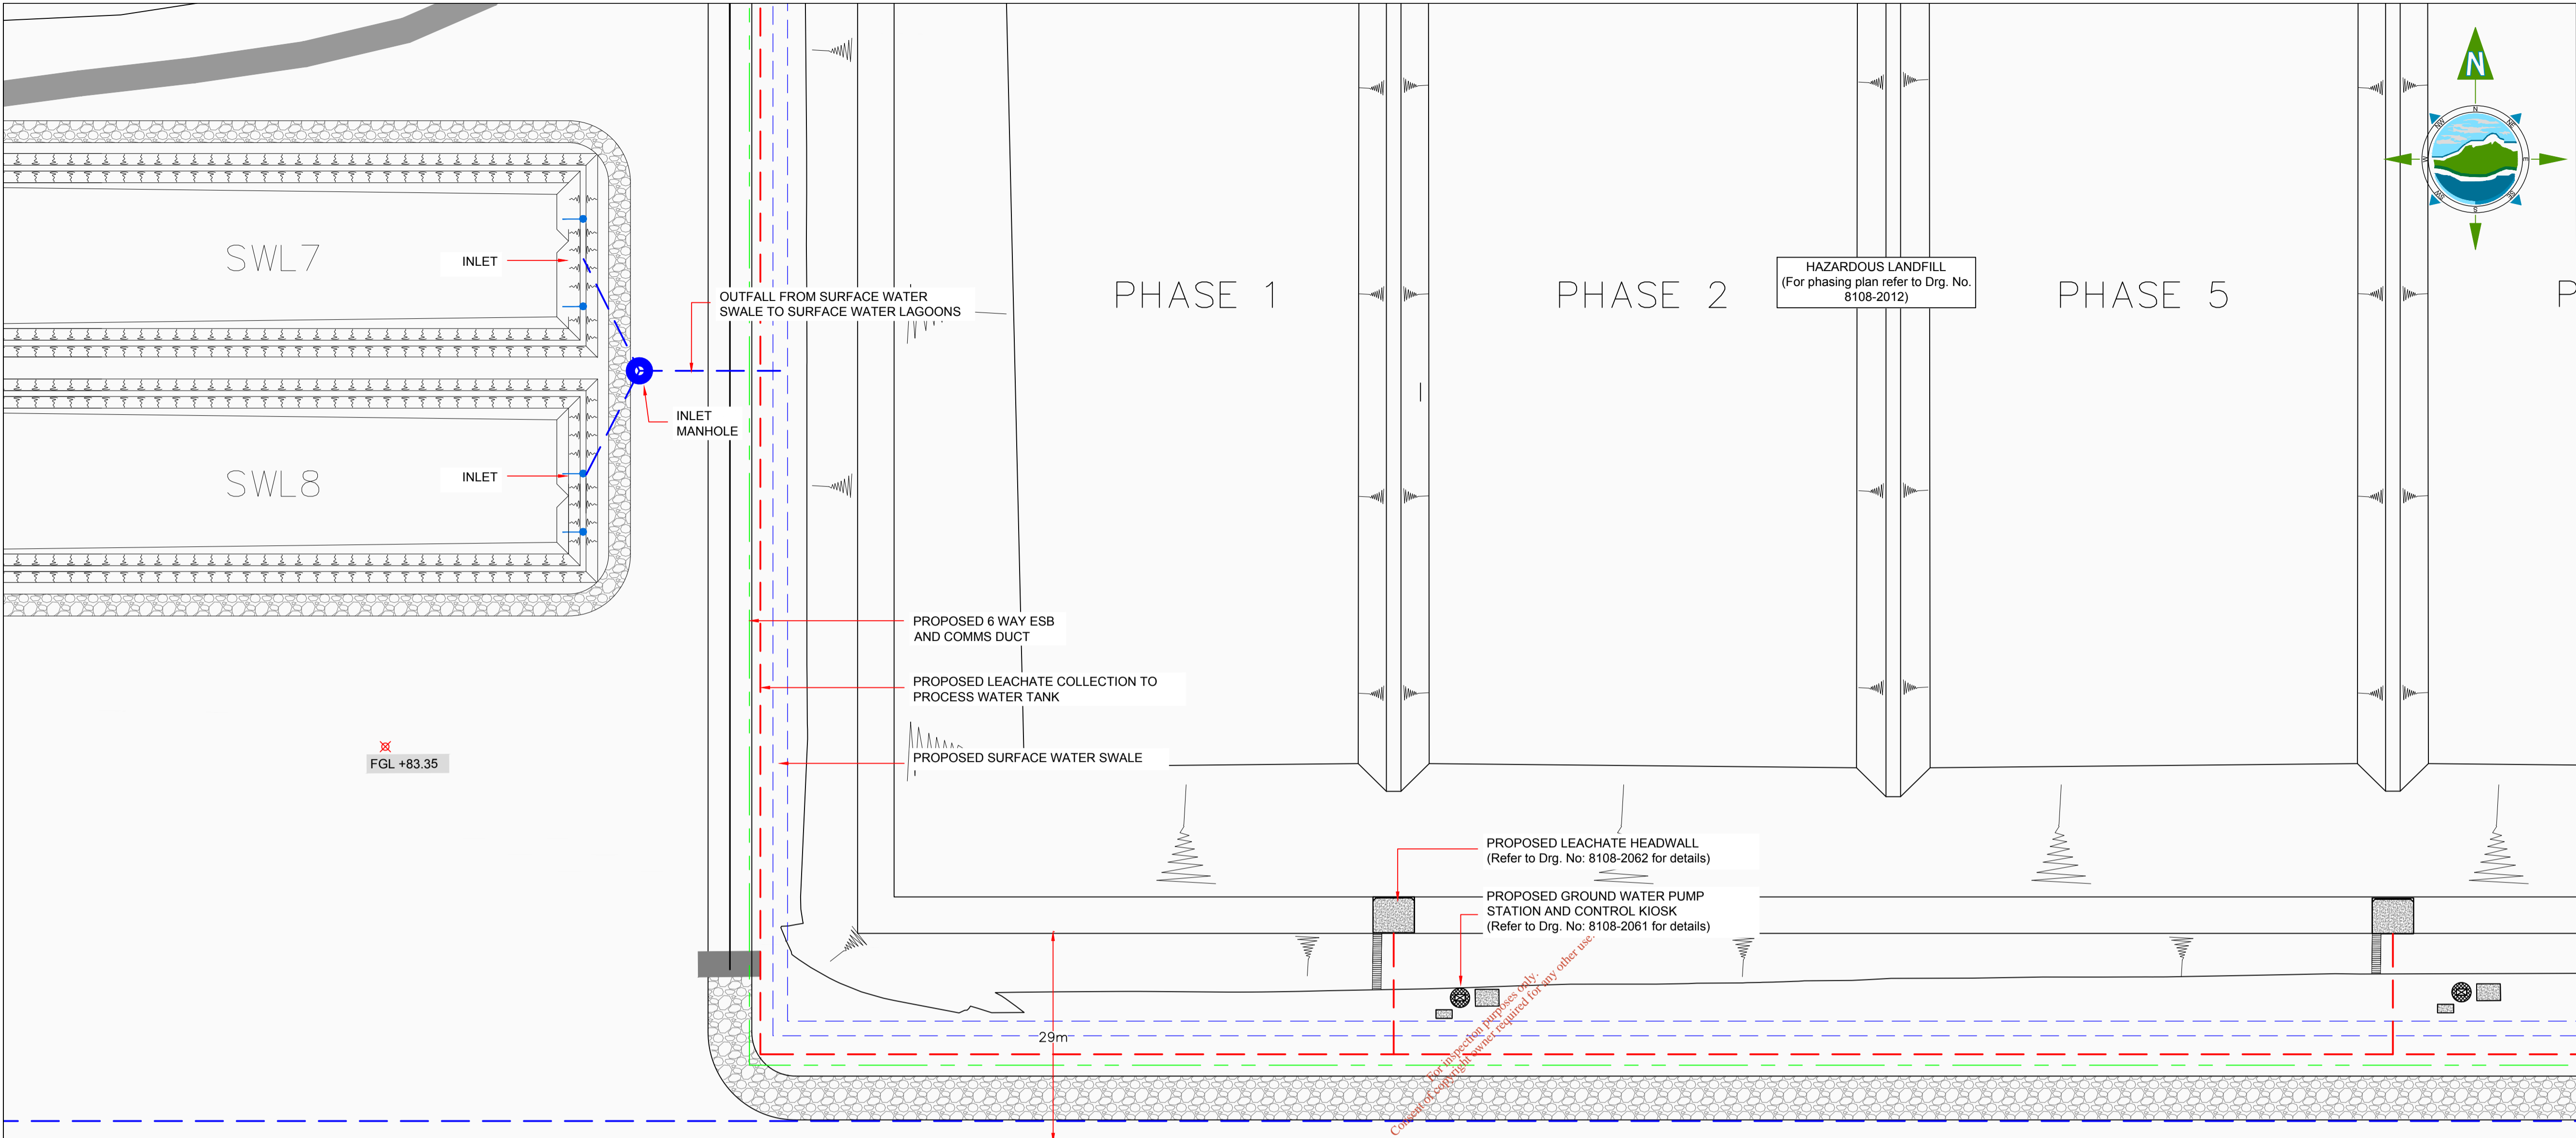 N
N
NE
E
SE
S
SW
W
NW
SWL7
INLET
OUTFALL FROM SURFACE WATER
SWALE TO SURFACE WATER LAGOONS
PHASE 1
PHASE 2
HAZARDOUS LANDFILL
(For phasing plan refer to Drg. No.
8108-2012)
PHASE 5
P
INLET
MANHOLE
SWL8
INLET
PROPOSED 6 WAY ESB
AND COMMS DUCT
PROPOSED LEACHATE COLLECTION TO
PROCESS WATER TANK
PROPOSED SURFACE WATER SWALE
FGL +83.35
PROPOSED LEACHATE HEADWALL
(Refer to Drg. No: 8108-2062 for details)
PROPOSED GROUND WATER PUMP
STATION AND CONTROL KIOSK
(Refer to Drg. No: 8108-2061 for details)
29m
For inspection purposes only.
Consent of copyright owner required for any other use.